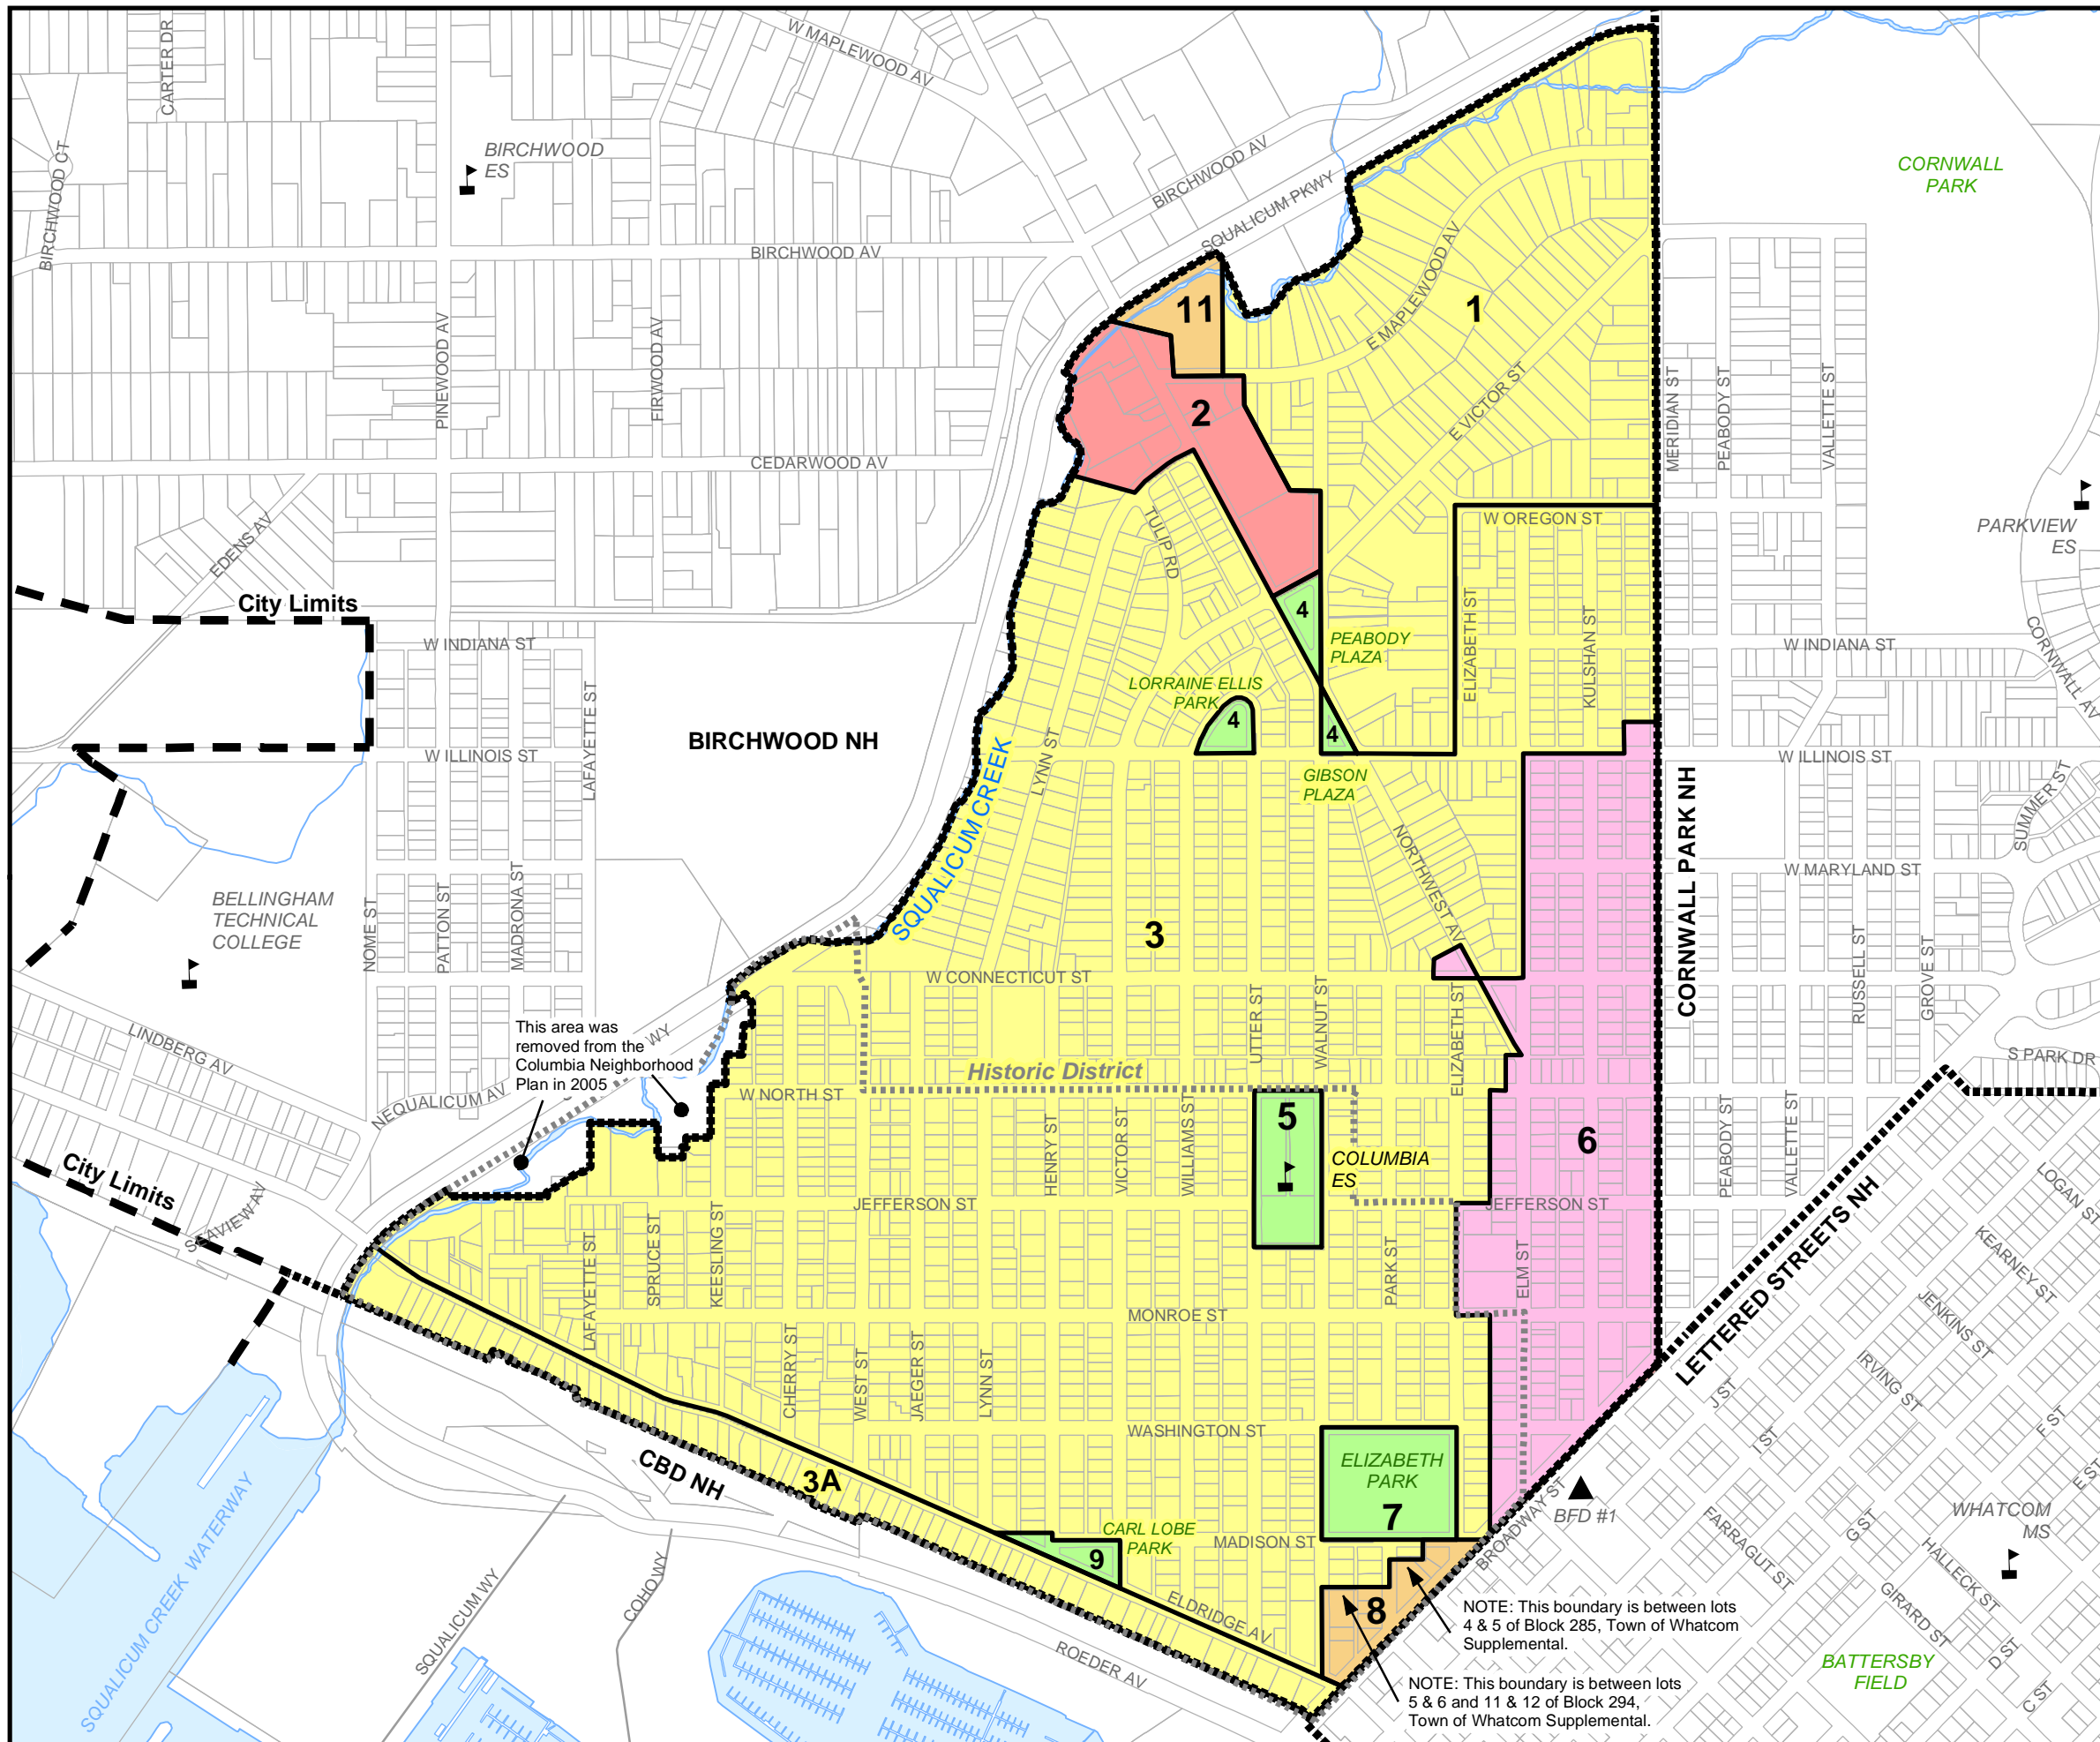 CARTER DR
W MAPLEWOOD AV
BIRCHWOOD CT
BIRCHWOOD
ES
BIRCHWOOD AV
SQUALICUM PKWY
CORNWALL
PARK
BIRCHWOOD AV
PINEWOOD AV
FIRWOOD AV
11
1
E MAPLEWOOD AV
E VICTOR ST
2
MERIDIAN ST
PEABODY ST
VALLETTE ST
CEDARWOOD AV
EDENS AV
TULIP RD
W OREGON ST
PARKVIEW
ES
City Limits
4
ELIZABETH ST
KULSHAN ST
W INDIANA ST
PEABODY
PLAZA
W INDIANA ST
CORNWALL AV
LAFAYETTE ST
LORRAINE ELLIS
PARK
4
4
BIRCHWOOD NH
W ILLINOIS ST
W ILLINOIS ST
LYNN ST
GIBSON
PLAZA
SUMMER ST
SQUALICUM CREEK
NORTHWEST AV
CORNWALL PARK NH
W MARYLAND ST
BELLINGHAM
TECHNICAL
COLLEGE
NOME ST
PATTON ST
MADRONA ST
3
RUSSELL ST
GROVE ST
W CONNECTICUT ST
UTTER ST
WALNUT ST
ELIZABETH ST
LINDBERG AV
This area was
removed from the
Columbia Neighborhood
Plan in 2005
WY
S PARK DR
Historic District
NEQUALICUM AV
W NORTH ST
5
6
COLUMBIA
ES
HENRY ST
VICTOR ST
WILLIAMS ST
PEABODY ST
VALLETTE ST
LOGAN ST
City Limits
SEAVIEW AV
JEFFERSON ST
JEFFERSON ST
KEARNEY ST
LAFAYETTE ST
SPRUCE ST
KEESLING ST
PARK ST
ELM ST
LETTERED STREETS NH
JENKINS ST
MONROE ST
CHERRY ST
WEST ST
JAEGER ST
LYNN ST
IRVING ST
J ST
I ST
F ST
E ST
WASHINGTON ST
CBD NH
3A
ELIZABETH
PARK
7
BROADWAY ST
BFD #1
FARRAGUT ST
G ST
WHATCOM
MS
HALLECK ST
CARL LOBE
PARK
9
MADISON ST
SQUALICUM CREEK WATERWAY
SQUALICUM WY
COHO WY
ELDRIDGE AV
ROEDER AV
8
GIRARD ST
D ST
C ST
NOTE: This boundary is between lots
4 & 5 of Block 285, Town of Whatcom
Supplemental.
BATTERSBY
FIELD
NOTE: This boundary is between lots
5 & 6 and 11 & 12 of Block 294,
Town of Whatcom Supplemental.